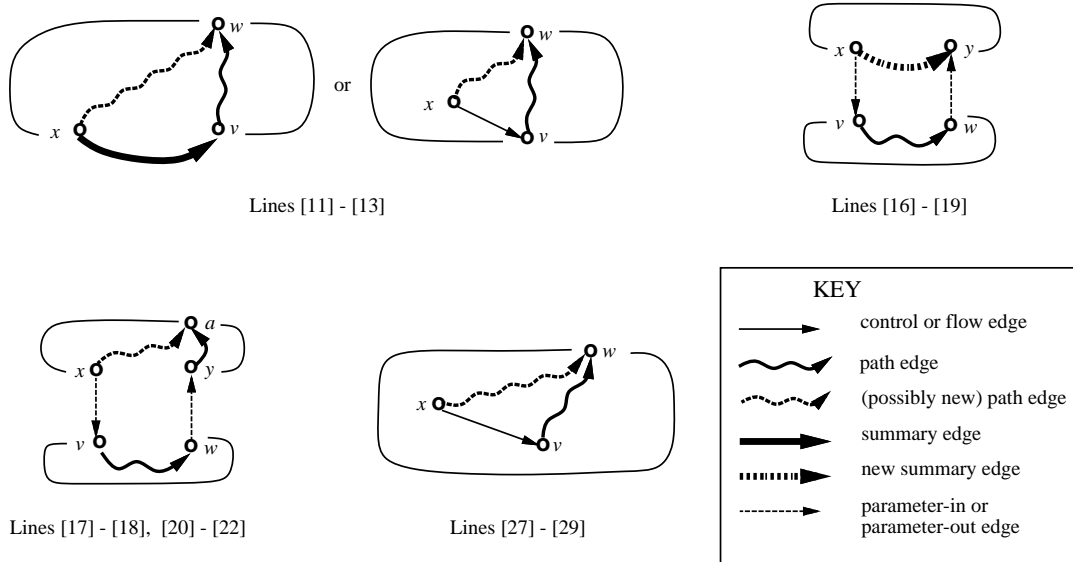 w
x
v
or
w
x
v
Lines [11] - [13]
x
y
v
w
Lines [16] - [19]
a
x
y
v
w
Lines [17] - [18], [20] - [22]
w
x
v
Lines [27] - [29]
KEY
control or flow edge
path edge
(possibly new) path edge
summary edge
new summary edge
parameter-in or
parameter-out edge